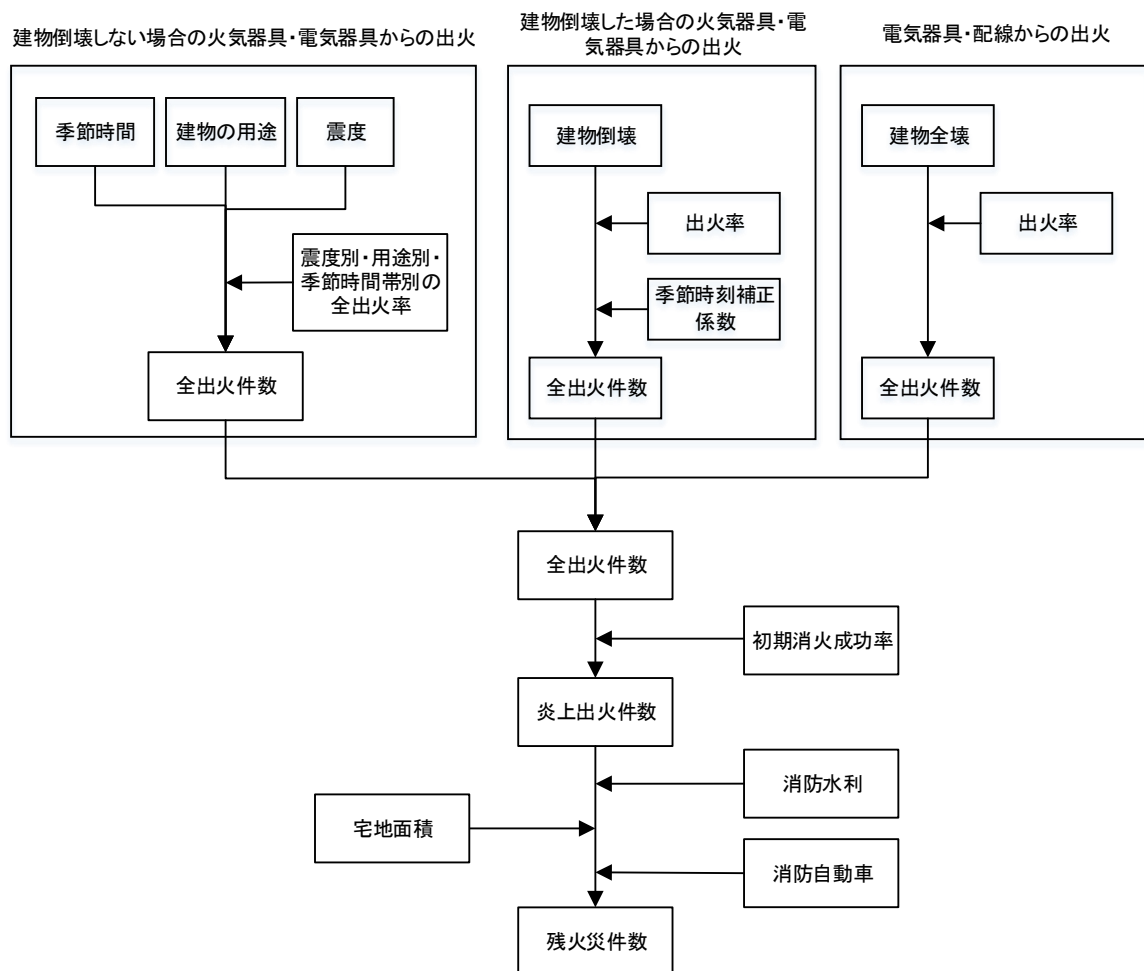 建物倒壊しない場合の火気器具・電気器具からの出火
建物倒壊した場合の火気器具・電
気器具からの出火
電気器具・配線からの出火
季節時間
建物の用途
震度
震度別・用途別・
季節時間帯別の
全出火率
全出火件数
建物倒壊
出火率
季節時刻補正
係数
全出火件数
建物全壊
出火率
全出火件数
全出火件数
初期消火成功率
炎上出火件数
消防水利
宅地面積
消防自動車
残火災件数